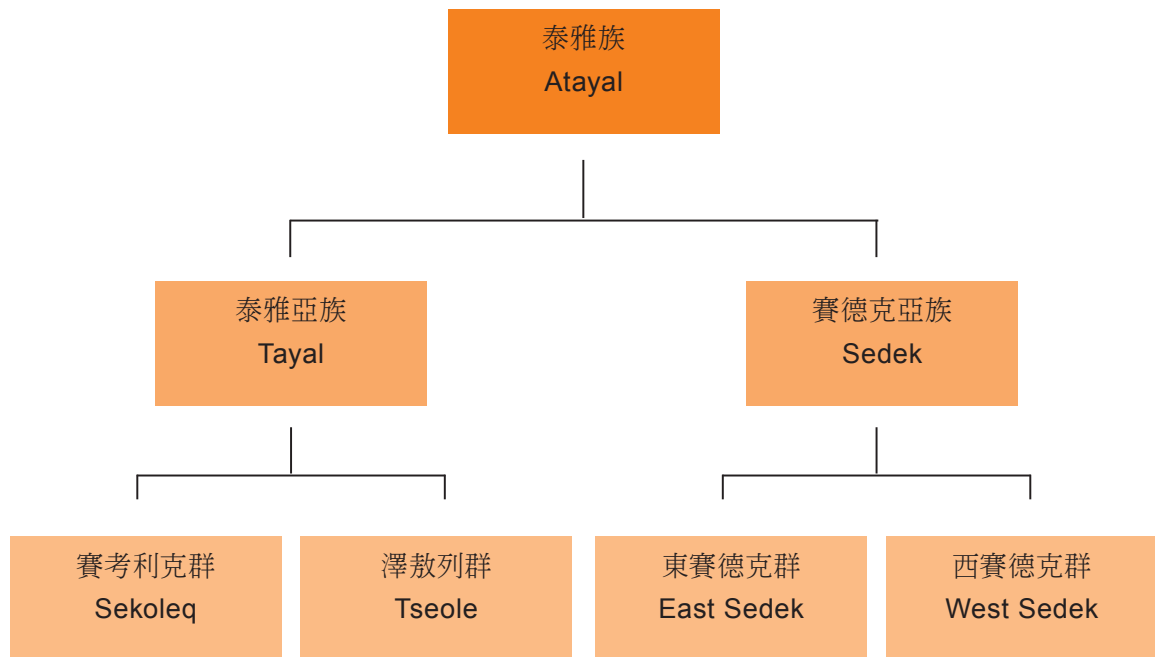 泰雅族
Atayal
泰雅亞族
Tayal
賽德克亞族
Sedek
賽考利克群
Sekoleq
澤敖列群
Tseole
東賽德克群
East Sedek
西賽德克群
West Sedek